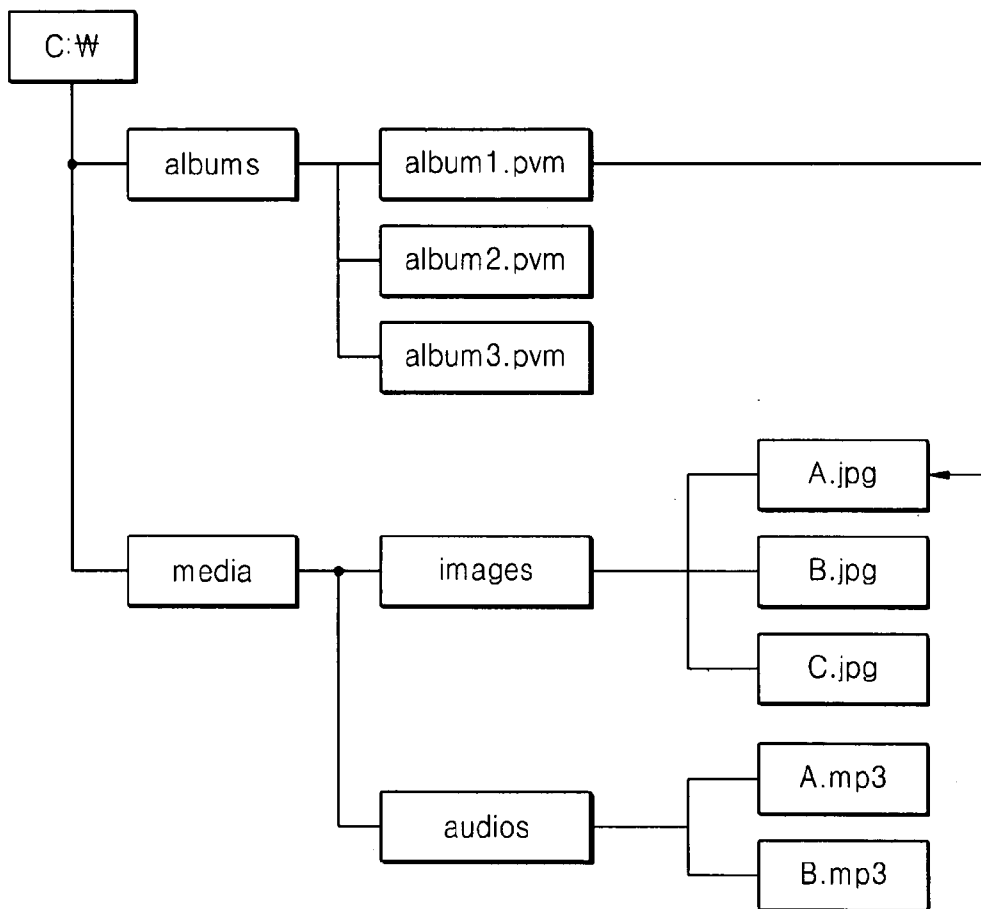 C:₩
albums
album1.pvm
album2.pvm
album3.pvm
media
images
A.jpg
B.jpg
C.jpg
audios
A.mp3
B.mp3